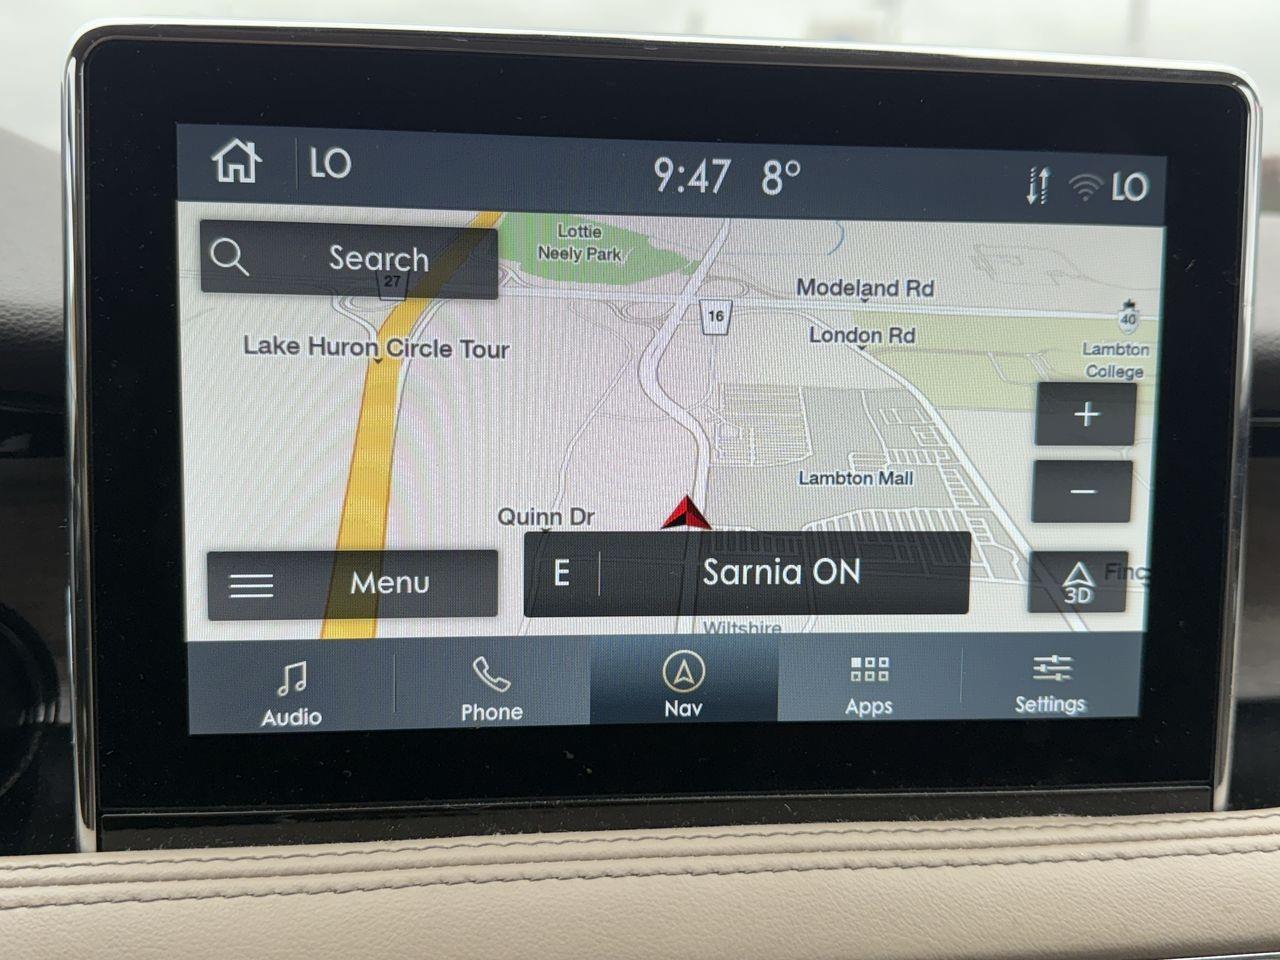 LO
9:47 8°
LO
Search
27
Lottie
Neely Park
16
Modeland Rd
40
London Rd
Lake Huron Circle Tour
Lambton
College
+
−
Lambton Mall
Quinn Dr
Menu
E
Sarnia ON
3D
Finc
Wiltshire
Audio
Phone
Nav
Apps
Settings